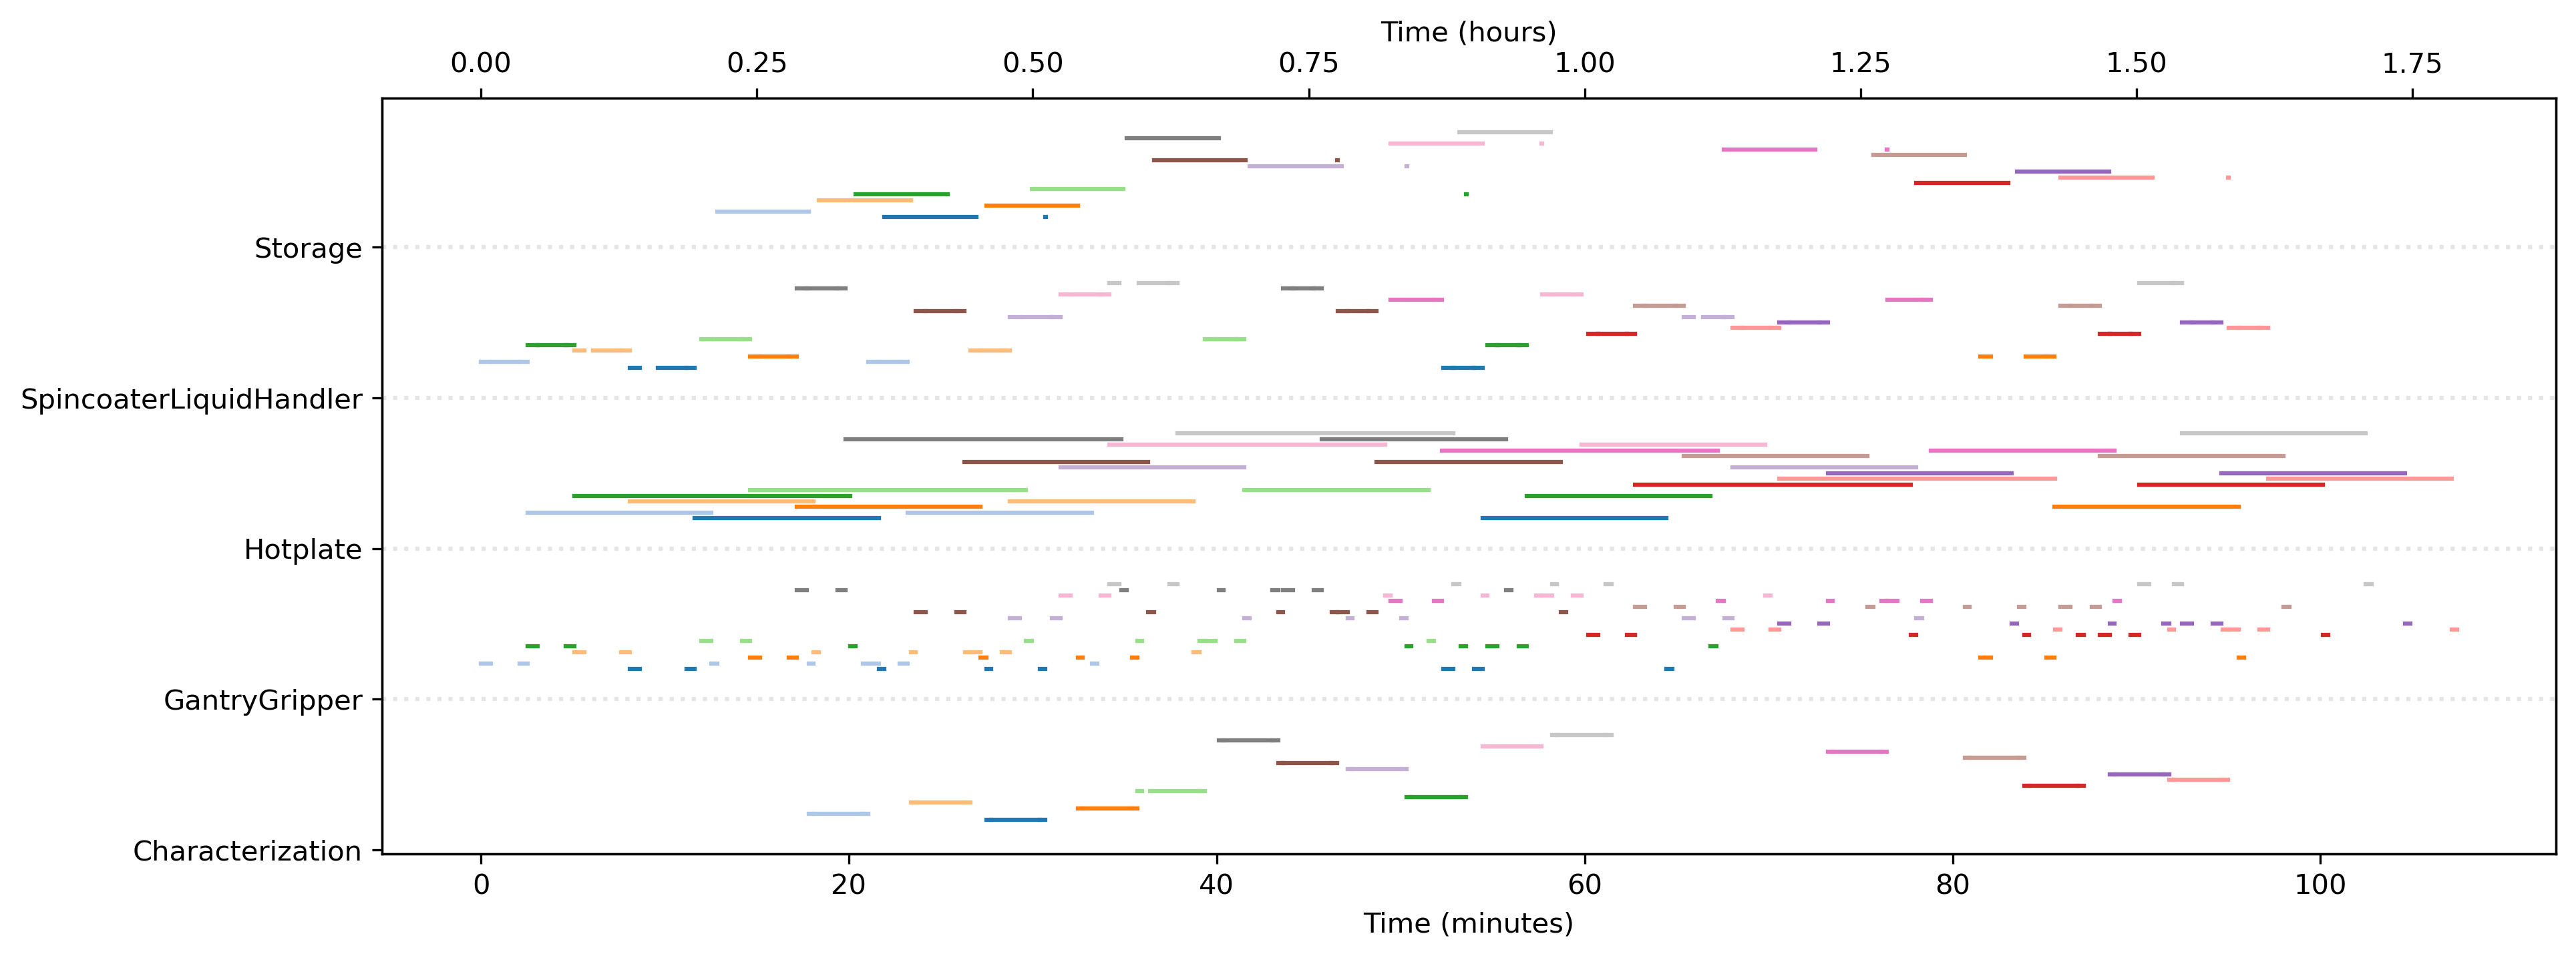 Time (hours)
0.00 0.25 0.50 0.75 1.00 1.25 1.50 1.75
Storage
SpincoaterLiquidHandler
Hotplate
GantryGripper
Characterization
0 20 40 60 80 100
Time (minutes)